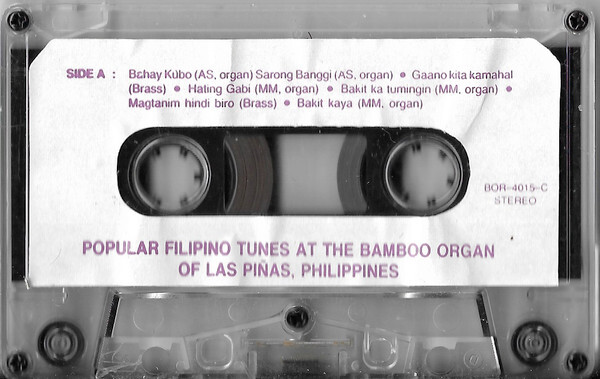 SIDE A : Bahay Kubo (AS. organ) Sarong Banggi (AS. organ) • Gaano kita kamahal
(Brass) • Hating Gabi (MM. organ) • Bakit ka tumingin (MM. organ) •
Magtanim hindi biro (Brass) • Bakit kaya (MM. organ)
BOR-4015-C
STEREO
POPULAR FILIPINO TUNES AT THE BAMBOO ORGAN
OF LAS PIÑAS, PHILIPPINES